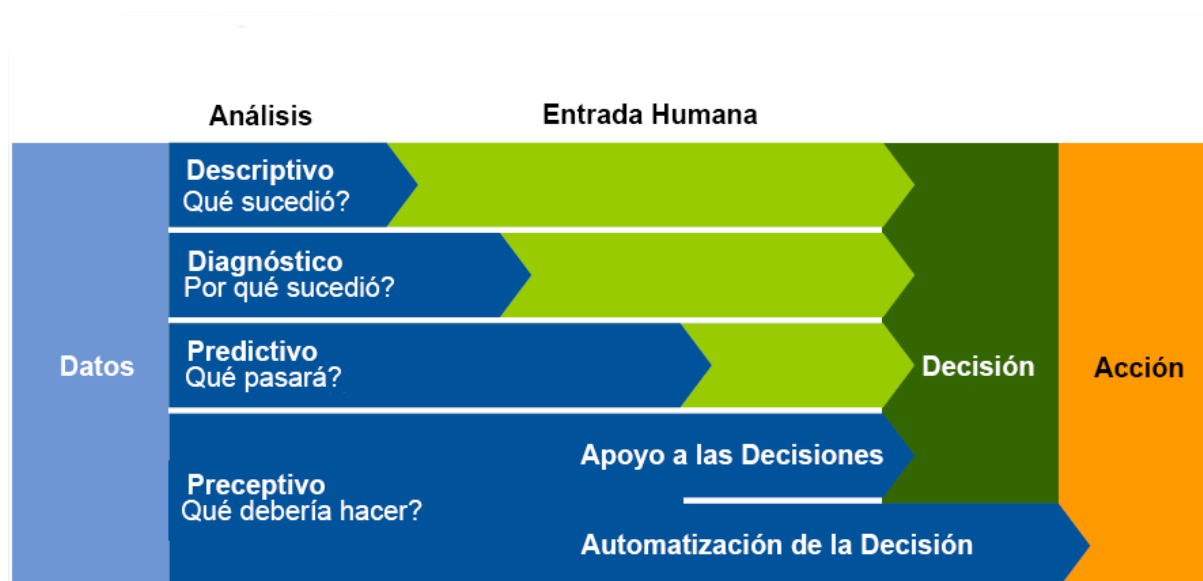 Análisis
Entrada Humana
Descriptivo
Qué sucedió?
Diagnóstico
Por qué sucedió?
Predictivo
Qué pasará?
Datos
Decisión
Acción
Apoyo a las Decisiones
Preceptivo
Qué debería hacer?
Automatización de la Decisión